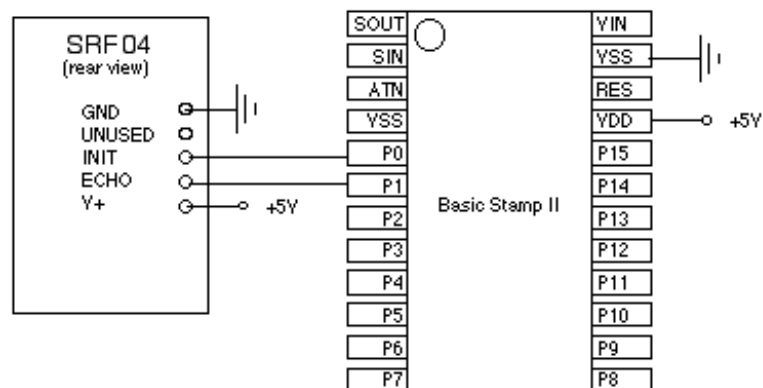 SRF04
(rear view)
GND
UNUSED
INIT
ECHO
V+
+5V
SOUT
SIN
ATN
VSS
P0
P1
P2
P3
P4
P5
P6
P7
Basic Stamp II
VIN
VSS
RES
VDD
+5V
P15
P14
P13
P12
P11
P10
P9
P8